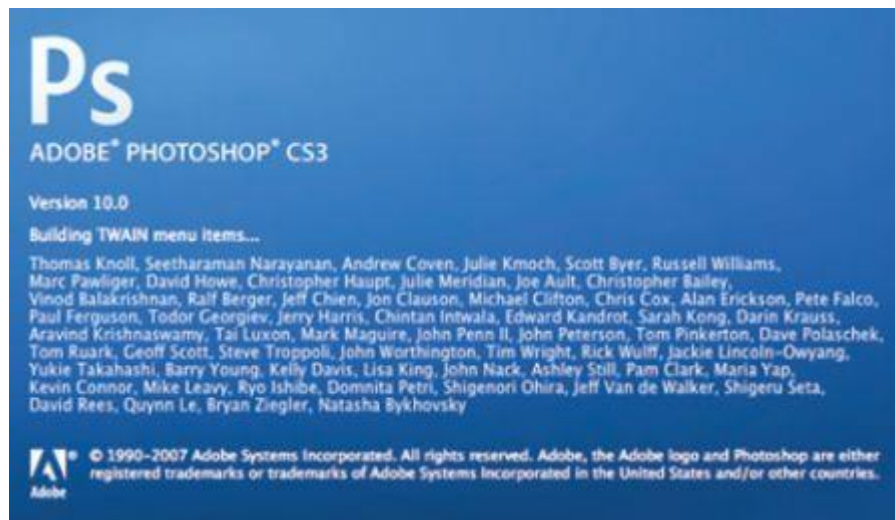 Ps
ADOBE® PHOTOSHOP® CS3
Version 10.0
Building TWAIN menu items...
Thomas Knoll, Seetharaman Narayanan, Andrew Coven, Julie Kmoch, Scott Byer, Russell Williams,
Marc Pawliger, David Howe, Christopher Haupt, Julie Meridian, Joe Ault, Christopher Bailey,
Vinod Balakrishnan, Ralf Berger, Jeff Chien, Jon Clauson, Michael Clifton, Chris Cox, Alan Erickson, Pete Falco,
Paul Ferguson, Todor Georgiev, Jerry Harris, Chintan Intwala, Edward Kandrot, Sarah Kong, Darin Krauss,
Aravind Krishnaswamy, Tai Luxon, Mark Maguire, John Penn II, John Peterson, Tom Pinkerton, Dave Polaschek,
Tom Ruark, Geoff Scott, Steve Troppoli, John Worthington, Tim Wright, Rick Wulff, Jackie Lincoln-Owyang,
Yukie Takahashi, Barry Young, Kelly Davis, Lisa King, John Nack, Ashley Still, Pam Clark, Maria Yap,
Kevin Connor, Mike Leavy, Ryo Ishibe, Domnita Petri, Shigenori Ohira, Jeff Van de Walker, Shigeru Seta,
David Rees, Quynn Le, Bryan Ziegler, Natasha Bykhovsky
© 1990-2007 Adobe Systems Incorporated. All rights reserved. Adobe, the Adobe logo and Photoshop are either
registered trademarks or trademarks of Adobe Systems Incorporated in the United States and/or other countries.
Adobe